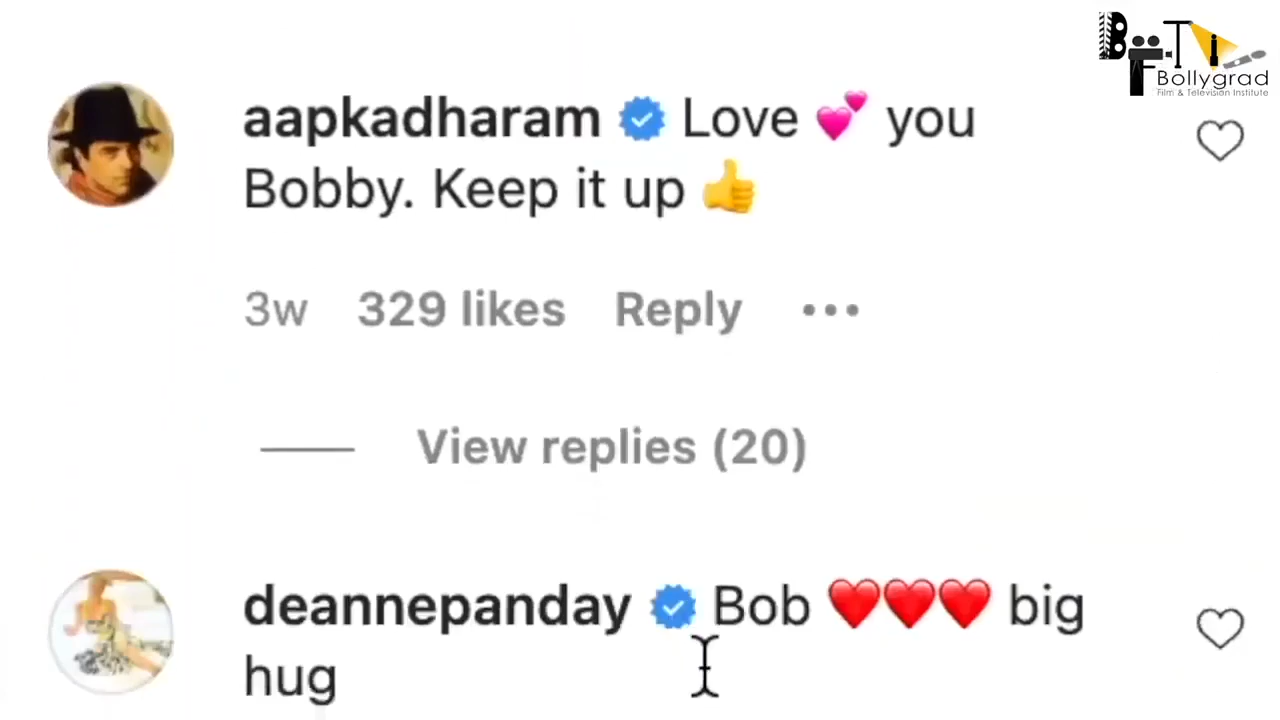 BFTi
Bollygrad
Film & Television Institute
aapkadharam Love 💕 you
Bobby. Keep it up 👍
3w 329 likes Reply •••
View replies (20)
deannepanday Bob ❤️❤️❤️ big
hug